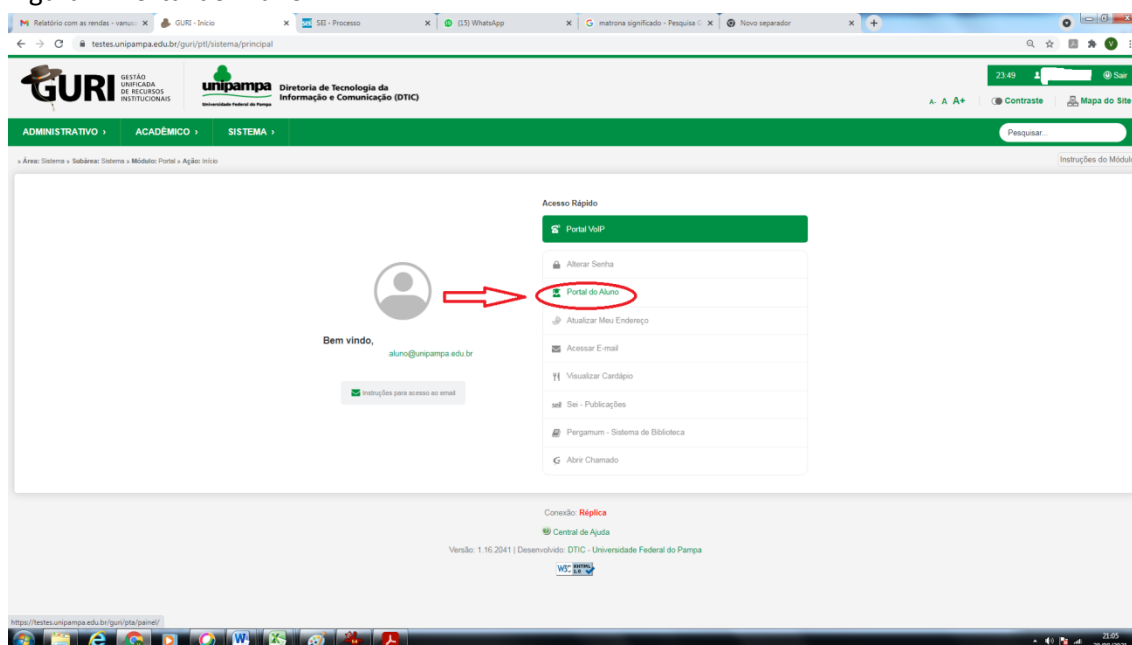 Relatório com as rendas - vanus
GURI - Início
SEI - Processo
(15) WhatsApp
matrona significado - Pesquisa
Novo separador
testes.unipampa.edu.br/guri/ptl/sistema/principal
GURI
GESTÃO
UNIFICADA
DE RECURSOS
INSTITUCIONAIS
unipampa
Universidade Federal do Pampa
Diretoria de Tecnologia da
Informação e Comunicação (DTIC)
23:49
Sair
A- A A+
Contraste
Mapa do Site
ADMINISTRATIVO ›
ACADÊMICO ›
SISTEMA ›
Pesquisar...
» Área: Sistema » Subárea: Sistema » Módulo: Portal » Ação: Início
Instruções do Módulo
Acesso Rápido
Portal VoIP
Alterar Senha
Portal do Aluno
Atualizar Meu Endereço
Acessar E-mail
Visualizar Cardápio
sei! Sei - Publicações
Pergamum - Sistema de Biblioteca
Abrir Chamado
Bem vindo,
aluno@unipampa.edu.br
Instruções para acesso ao email
Conexão: Réplica
Central de Ajuda
Versão: 1.16.2041 | Desenvolvido: DTIC - Universidade Federal do Pampa
W3C XHTML 1.0
https://testes.unipampa.edu.br/guri/pta/painel/
21:05